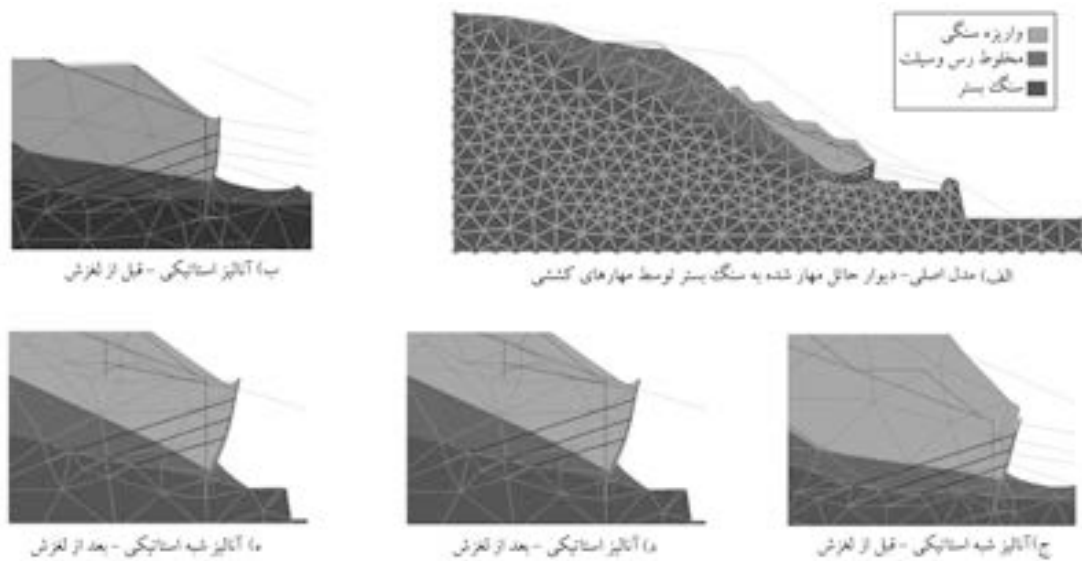 واریزه سنگی
مخلوط رس وسیلت
سنگ بستر
الف) مدل اصلی- دیوار حائل مهار شده به سنگ بستر توسط مهارهای کششی
ب) آنالیز استاتیکی - قبل از لغزش
ج) آنالیز شبه استاتیکی - قبل از لغزش
د) آنالیز استاتیکی - بعد از لغزش
ه) آنالیز شبه استاتیکی - بعد از لغزش